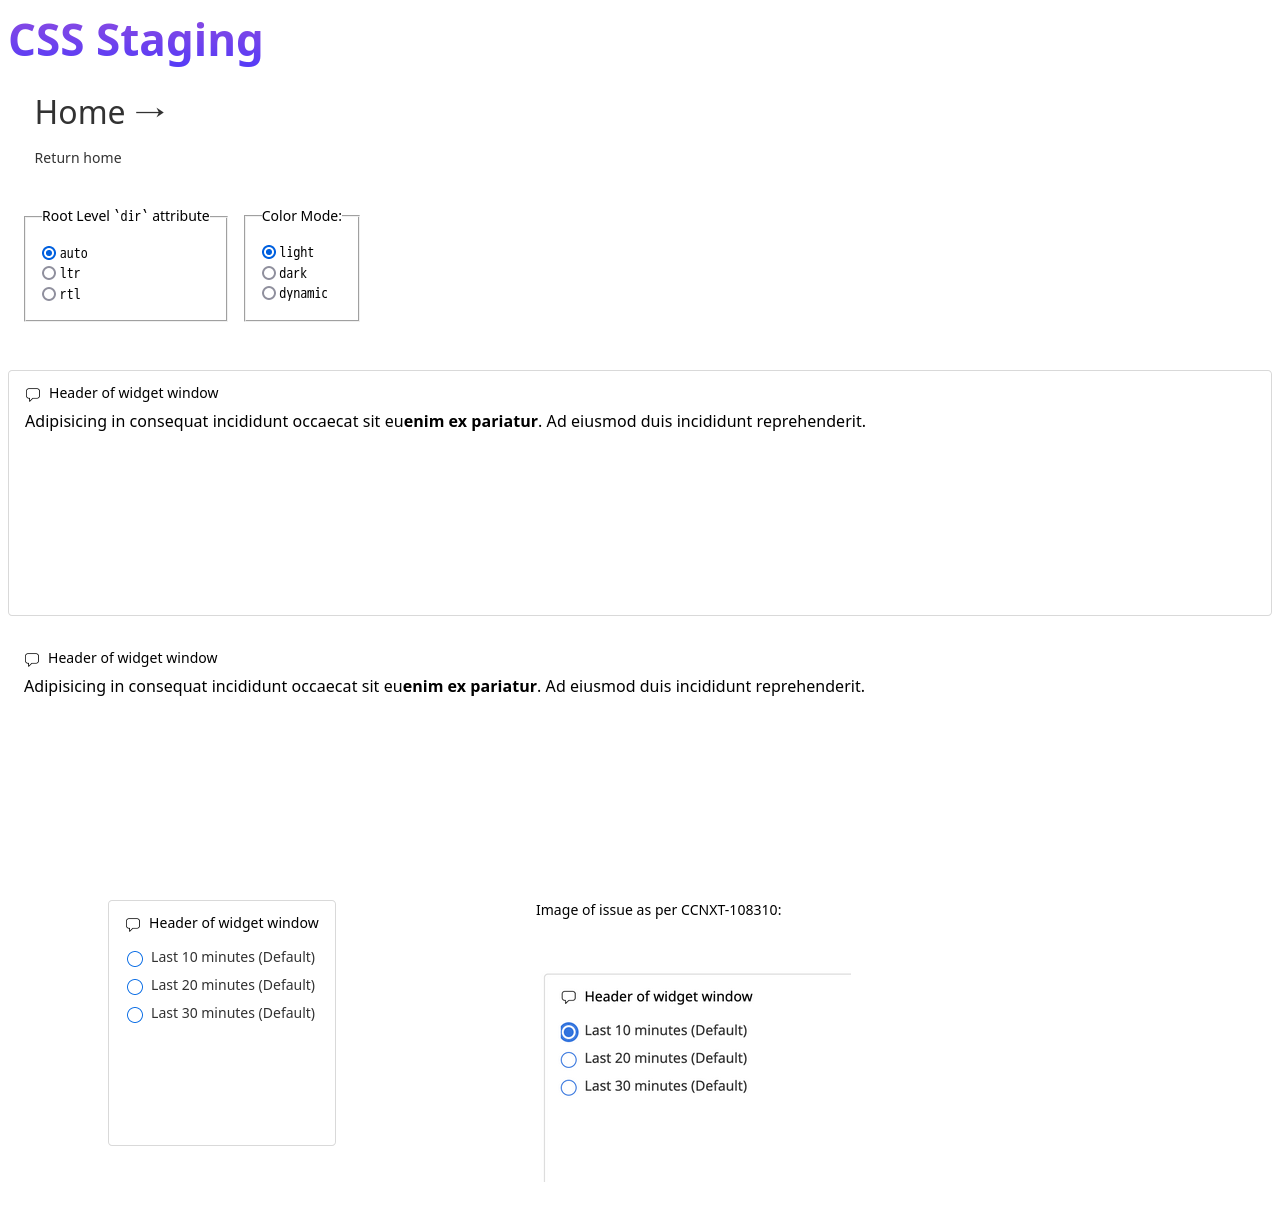 CSS Staging
Home →
Return home
Root Level `dir` attribute
auto
ltr
rtl
Color Mode:
light
dark
dynamic
Header of widget window
Adipisicing in consequat incididunt occaecat sit euenim ex pariatur. Ad eiusmod duis incididunt reprehenderit.
Header of widget window
Adipisicing in consequat incididunt occaecat sit euenim ex pariatur. Ad eiusmod duis incididunt reprehenderit.
Header of widget window
Last 10 minutes (Default)
Last 20 minutes (Default)
Last 30 minutes (Default)
Image of issue as per CCNXT-108310:
Header of widget window
Last 10 minutes (Default)
Last 20 minutes (Default)
Last 30 minutes (Default)